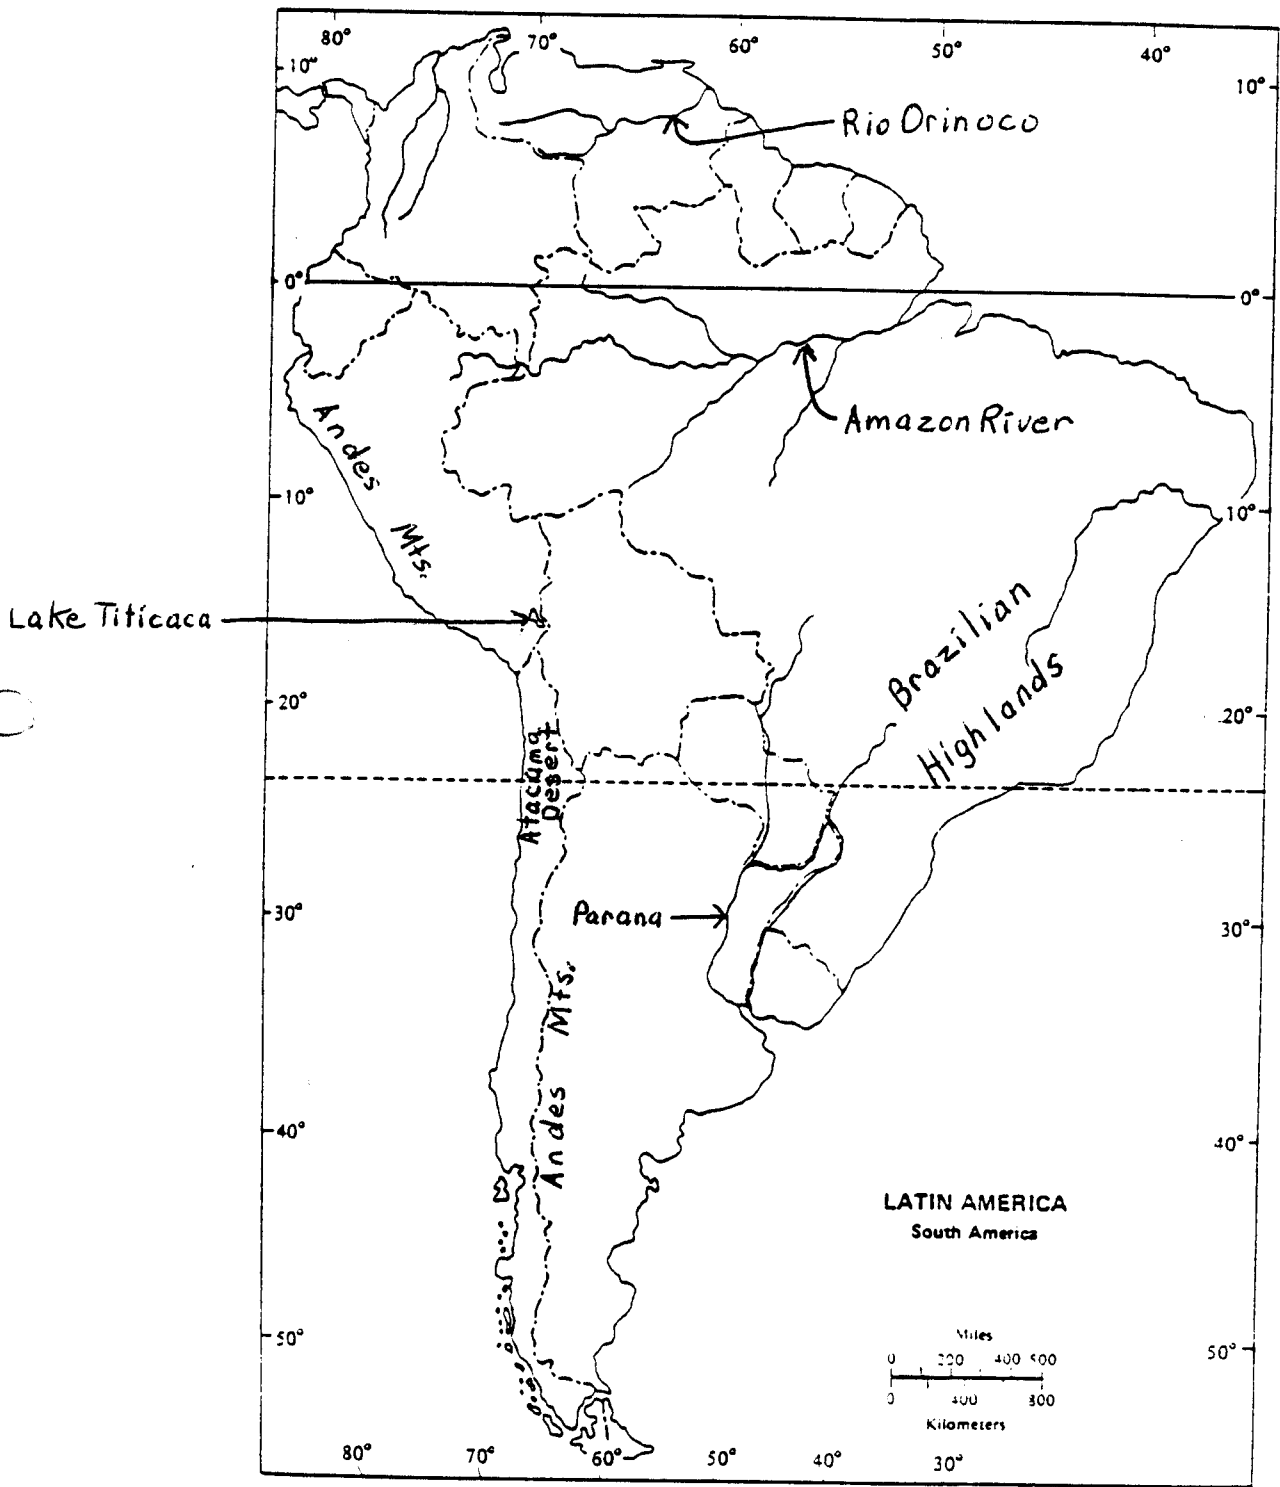 80° 70° 60° 50° 40°
10° 10°
Rio Orinoco
0° 0°
Amazon River
Andes Mts.
10° 10°
Lake Titicaca
Brazilian
Highlands
20° 20°
Atacama
Desert
Parana
30° 30°
Andes Mts.
40° 40°
LATIN AMERICA
South America
50° 50°
Miles
0 200 400 500
0 400 800
Kilometers
80° 70° 60° 50° 40° 30°